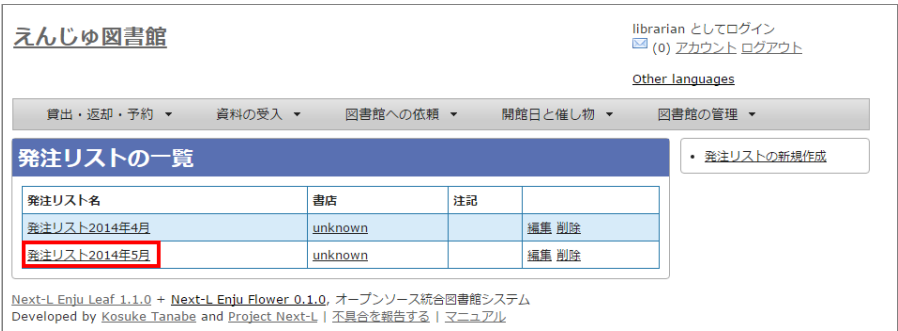 えんじゅ図書館
librarian としてログイン
(0) アカウント ログアウト
Other languages
貸出・返却・予約 ▼ 資料の受入 ▼ 図書館への依頼 ▼ 開館日と催し物 ▼ 図書館の管理 ▼
発注リストの一覧
• 発注リストの新規作成
発注リスト名 書店 注記
発注リスト2014年4月 unknown 編集 削除
発注リスト2014年5月 unknown 編集 削除
Next-L Enju Leaf 1.1.0 + Next-L Enju Flower 0.1.0, オープンソース統合図書館システム
Developed by Kosuke Tanabe and Project Next-L | 不具合を報告する | マニュアル